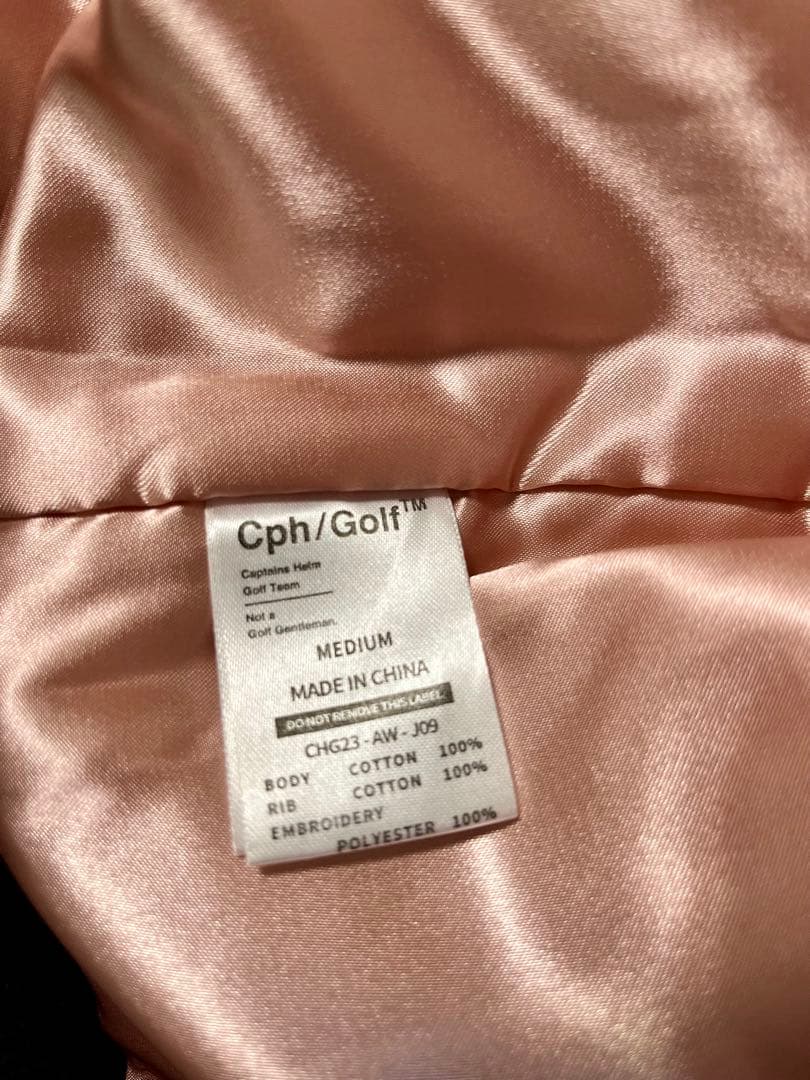 Cph/Golf™
Captains Helm
Golf Team
Not a
Golf Gentleman.
MEDIUM
MADE IN CHINA
DO NOT REMOVE THIS LABEL
CHG23 - AW - J09
BODY COTTON 100%
RIB COTTON 100%
EMBROIDERY
POLYESTER 100%